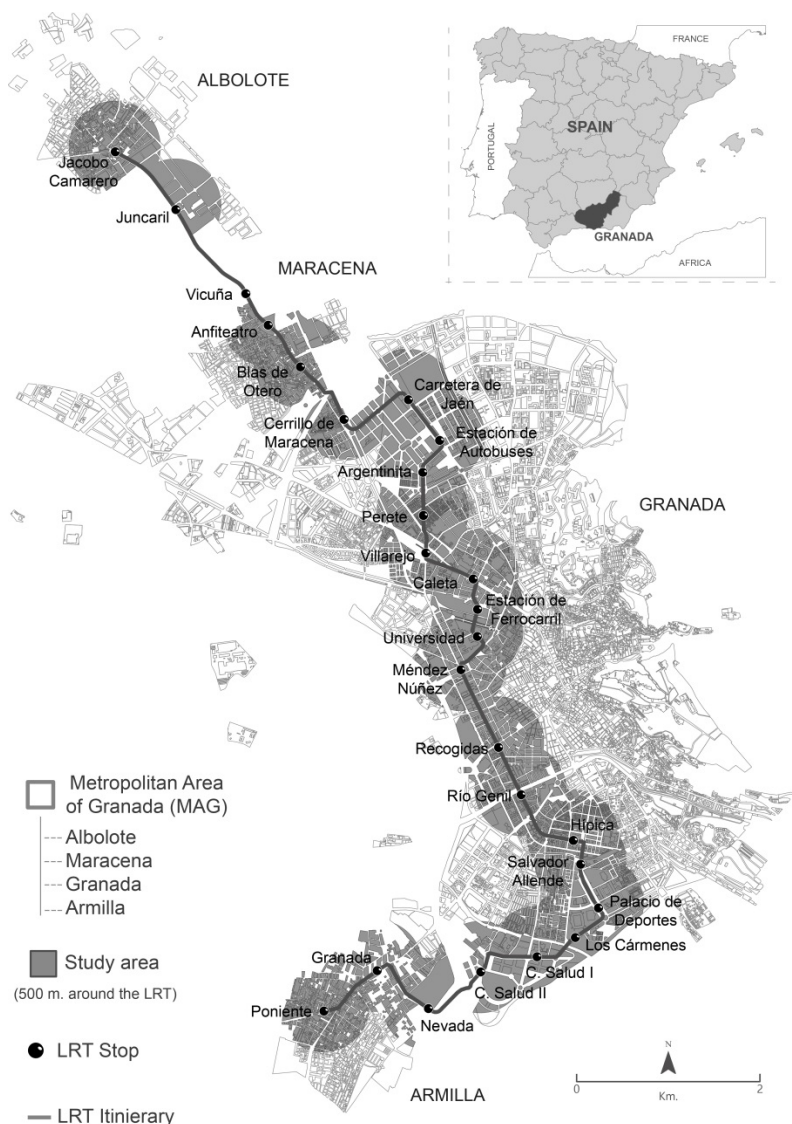 ALBOLOTE
Jacobo
Camarero
Juncaril
MARACENA
Vicuña
Anfiteatro
Blas de
Otero
Cerrillo de
Maracena
Carretera de
Jaén
Estación de
Autobuses
Argentinita
Perete
GRANADA
Villarejo
Caleta
Estación de
Ferrocarril
Universidad
Méndez
Núñez
Recogidas
Río Genil
Hípica
Salvador
Allende
Palacio de
Deportes
Los Cármenes
C. Salud I
C. Salud II
Granada
Poniente
Nevada
ARMILLA
FRANCE
PORTUGAL
SPAIN
GRANADA
AFRICA
Metropolitan Area
of Granada (MAG)
Albolote
Maracena
Granada
Armilla
Study area
(500 m. around the LRT)
LRT Stop
LRT Itinierary
N
0 2
Km.